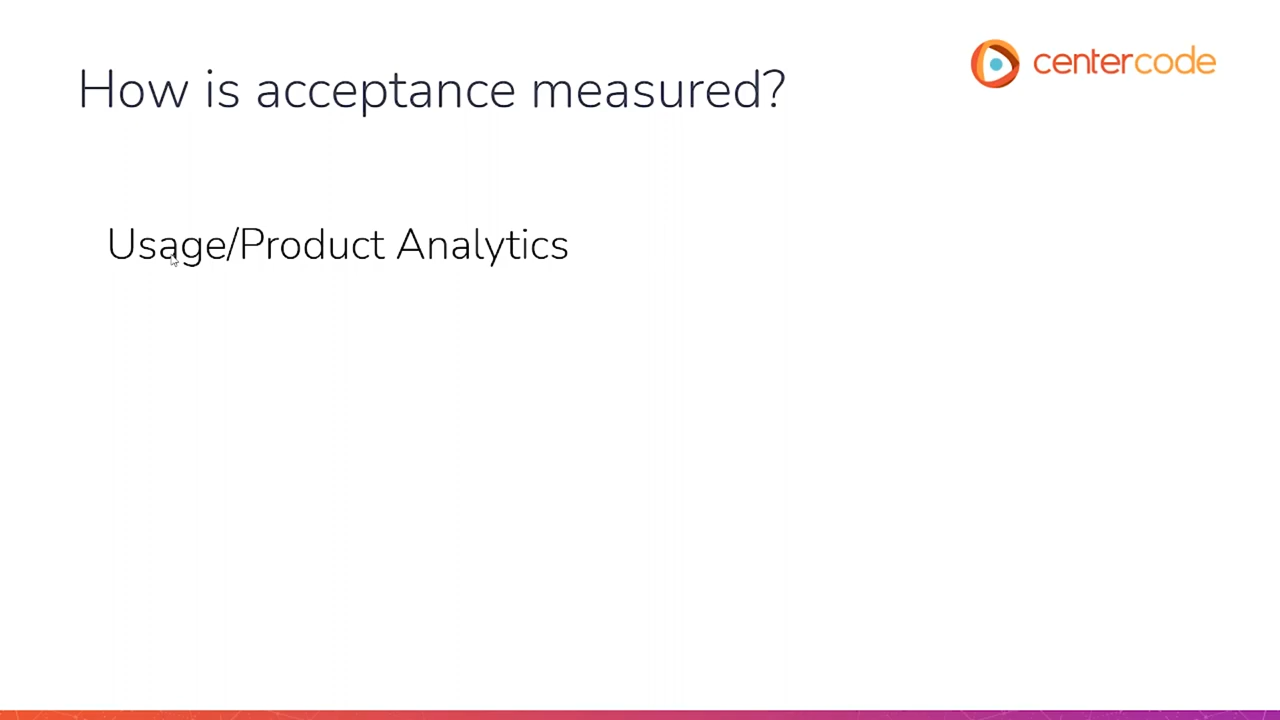 How is acceptance measured?
centercode
Usage/Product Analytics